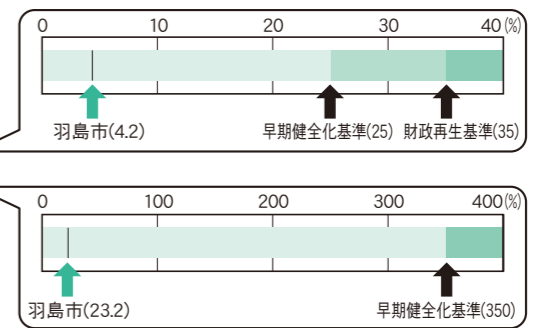 0 10 20 30 40(%)
羽島市(4.2) 早期健全化基準(25) 財政再生基準(35)
0 100 200 300 400(%)
羽島市(23.2) 早期健全化基準(350)